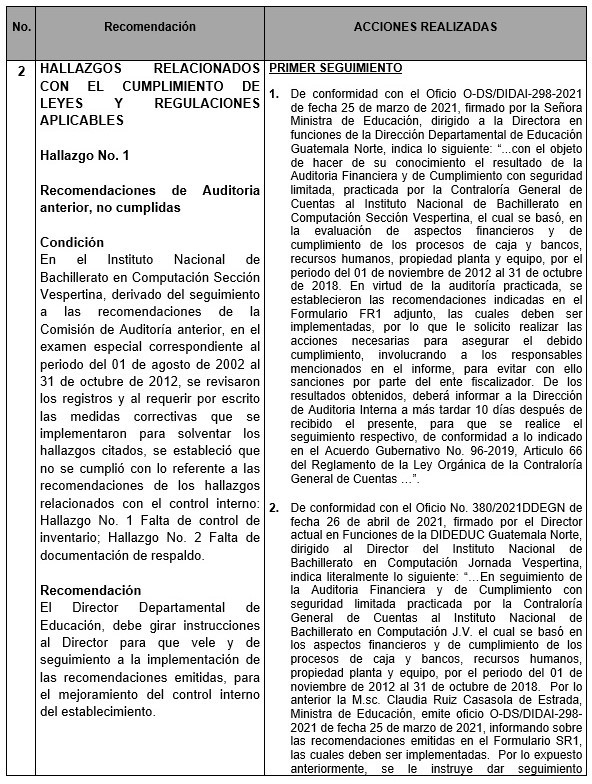 No.
Recomendación
ACCIONES REALIZADAS
2
HALLAZGOS RELACIONADOS
CON EL CUMPLIMIENTO DE
LEYES Y REGULACIONES
APLICABLES
Hallazgo No. 1
Recomendaciones de Auditoria
anterior, no cumplidas
Condición
En el Instituto Nacional de
Bachillerato en Computación Sección
Vespertina, derivado del seguimiento
a las recomendaciones de la
Comisión de Auditoría anterior, en el
examen especial correspondiente al
periodo del 01 de agosto de 2002 al
31 de octubre de 2012, se revisaron
los registros y al requerir por escrito
las medidas correctivas que se
implementaron para solventar los
hallazgos citados, se estableció que
no se cumplió con lo referente a las
recomendaciones de los hallazgos
relacionados con el control interno:
Hallazgo No. 1 Falta de control de
inventario; Hallazgo No. 2 Falta de
documentación de respaldo.
Recomendación
El Director Departamental de
Educación, debe girar instrucciones
al Director para que vele y de
seguimiento a la implementación de
las recomendaciones emitidas, para
el mejoramiento del control interno
del establecimiento.
PRIMER SEGUIMIENTO
1. De conformidad con el Oficio O-DS/DIDAI-298-2021
de fecha 25 de marzo de 2021, firmado por la Señora
Ministra de Educación, dirigido a la Directora en
funciones de la Dirección Departamental de Educación
Guatemala Norte, indica lo siguiente: “...con el objeto
de hacer de su conocimiento el resultado de la
Auditoria Financiera y de Cumplimiento con seguridad
limitada, practicada por la Contraloría General de
Cuentas al Instituto Nacional de Bachillerato en
Computación Sección Vespertina, el cual se basó, en
la evaluación de aspectos financieros y de
cumplimiento de los procesos de caja y bancos,
recursos humanos, propiedad planta y equipo, por el
periodo del 01 de noviembre de 2012 al 31 de octubre
de 2018. En virtud de la auditoría practicada, se
establecieron las recomendaciones indicadas en el
Formulario FR1 adjunto, las cuales deben ser
implementadas, por lo que le solicito realizar las
acciones necesarias para asegurar el debido
cumplimiento, involucrando a los responsables
mencionados en el informe, para evitar con ello
sanciones por parte del ente fiscalizador. De los
resultados obtenidos, deberá informar a la Dirección
de Auditoria Interna a más tardar 10 días después de
recibido el presente, para que se realice el
seguimiento respectivo, de conformidad a lo indicado
en el Acuerdo Gubernativo No. 96-2019, Articulo 66
del Reglamento de la Ley Orgánica de la Contraloría
General de Cuentas …”.
2. De conformidad con el Oficio No. 380/2021DDEGN de
fecha 26 de abril de 2021, firmado por el Director
actual en Funciones de la DIDEDUC Guatemala Norte,
dirigido al Director del Instituto Nacional de
Bachillerato en Computación Jornada Vespertina,
indica literalmente lo siguiente: “…En seguimiento de
la Auditoria Financiera y de Cumplimiento con
seguridad limitada practicada por la Contraloría
General de Cuentas al Instituto Nacional de
Bachillerato en Computación J.V. el cual se basó en
los aspectos financieros y de cumplimiento de los
procesos de caja y bancos, recursos humanos,
propiedad planta y equipo, por el periodo del 01 de
noviembre de 2012 al 31 de octubre de 2018. Por lo
anterior la M.sc. Claudia Ruiz Casasola de Estrada,
Ministra de Educación, emite oficio O-DS/DIDAI-298-
2021 de fecha 25 de marzo de 2021, informando sobre
las recomendaciones emitidas en el Formulario SR1,
las cuales deben ser implementadas. Por lo expuesto
anteriormente, se le instruye dar seguimiento